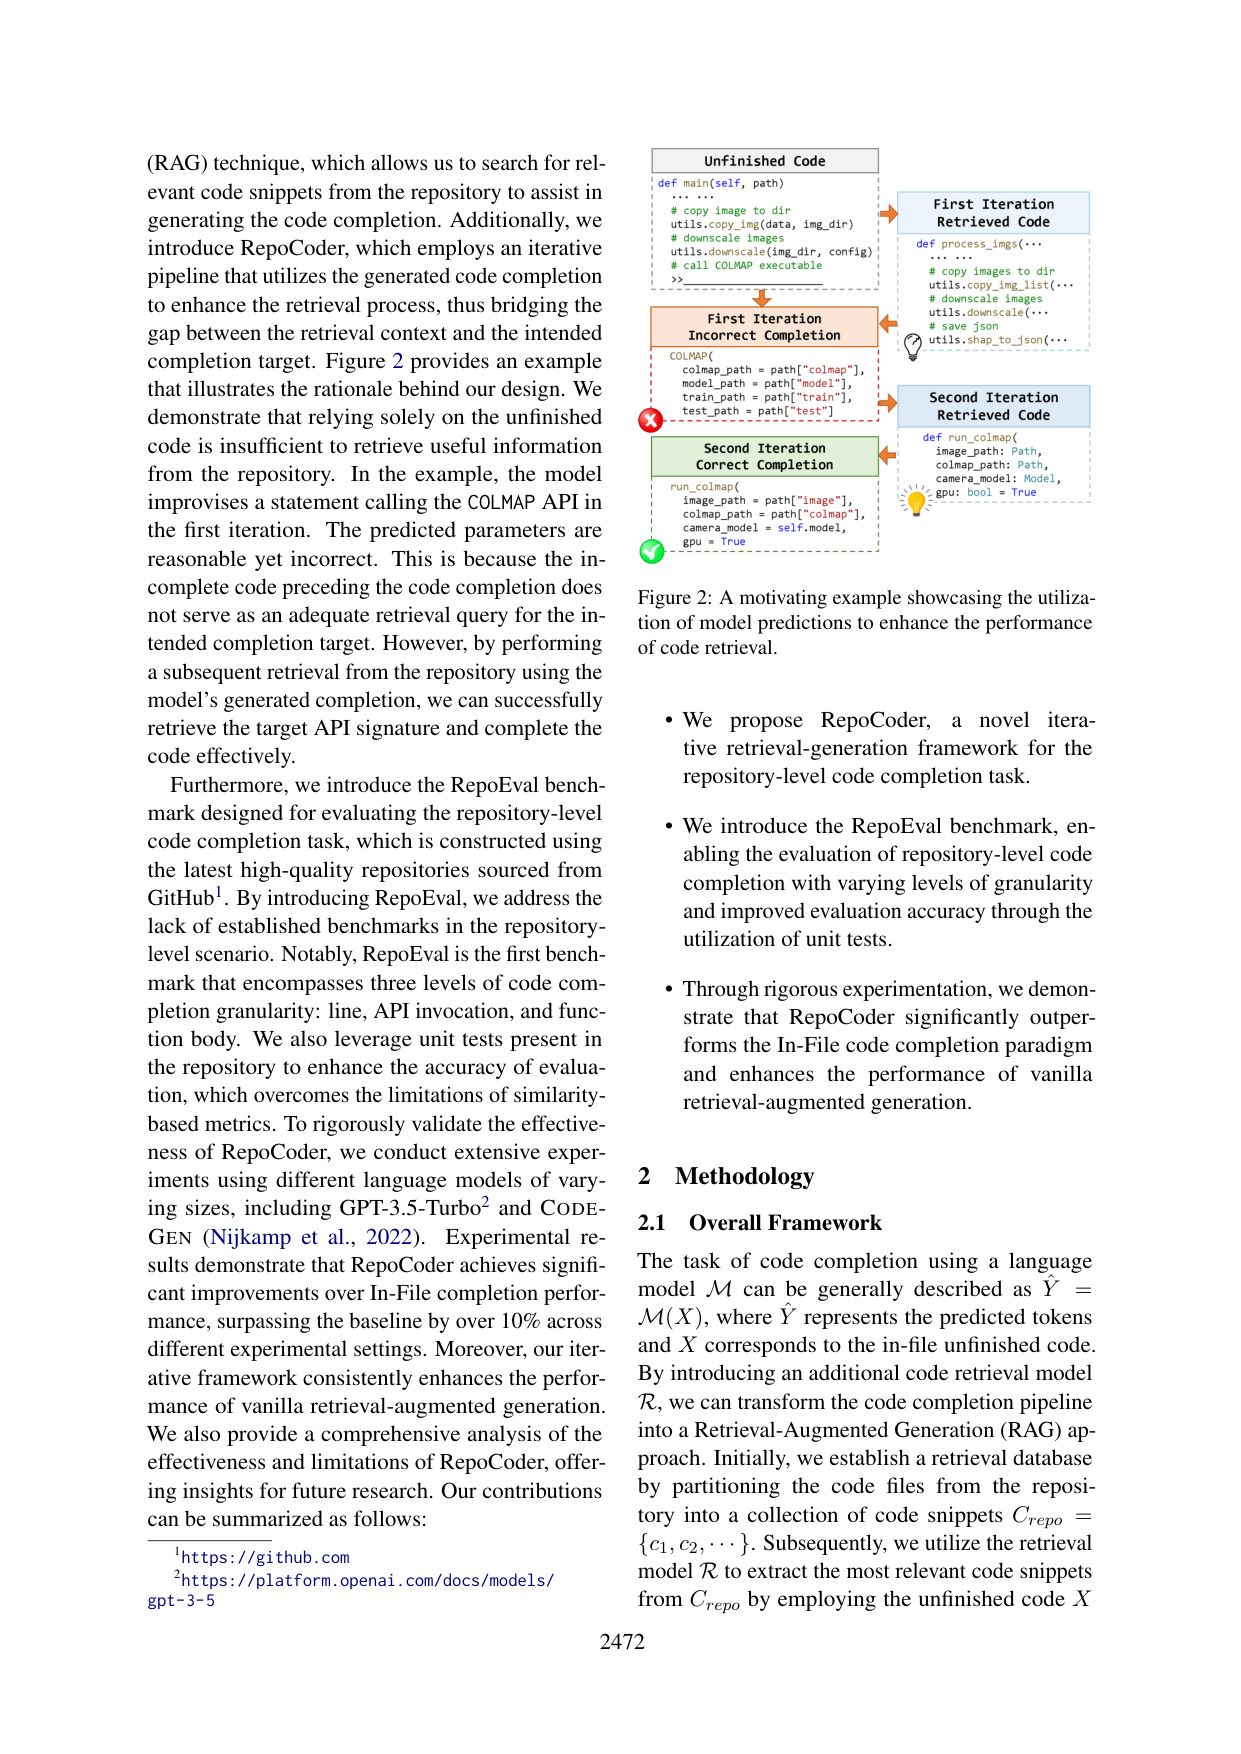 (RAG) technique, which allows us to search for rel-
evant code snippets from the repository to assist in
generating the code completion. Additionally, we
introduce RepoCoder, which employs an iterative
pipeline that utilizes the generated code completion
to enhance the retrieval process, thus bridging the
gap between the retrieval context and the intended
completion target. Figure 2 provides an example
that illustrates the rationale behind our design. We
demonstrate that relying solely on the unfinished
code is insufficient to retrieve useful information
from the repository. In the example, the model
improvises a statement calling the COLMAP API in
the first iteration. The predicted parameters are
reasonable yet incorrect. This is because the in-
complete code preceding the code completion does
not serve as an adequate retrieval query for the in-
tended completion target. However, by performing
a subsequent retrieval from the repository using the
model's generated completion, we can successfully
retrieve the target API signature and complete the
code effectively.
Furthermore, we introduce the RepoEval bench-
mark designed for evaluating the repository-level
code completion task, which is constructed using
the latest high-quality repositories sourced from
GitHub1. By introducing RepoEval, we address the
lack of established benchmarks in the repository-
level scenario. Notably, RepoEval is the first bench-
mark that encompasses three levels of code com-
pletion granularity: line, API invocation, and func-
tion body. We also leverage unit tests present in
the repository to enhance the accuracy of evalua-
tion, which overcomes the limitations of similarity-
based metrics. To rigorously validate the effective-
ness of RepoCoder, we conduct extensive exper-
iments using different language models of vary-
ing sizes, including GPT-3.5-Turbo2 and CODE-
GEN (Nijkamp et al., 2022). Experimental re-
sults demonstrate that RepoCoder achieves signifi-
cant improvements over In-File completion perfor-
mance, surpassing the baseline by over 10% across
different experimental settings. Moreover, our iter-
ative framework consistently enhances the perfor-
mance of vanilla retrieval-augmented generation.
We also provide a comprehensive analysis of the
effectiveness and limitations of RepoCoder, offer-
ing insights for future research. Our contributions
can be summarized as follows:
1https://github.com
2https://platform.openai.com/docs/models/
gpt-3-5
Unfinished Code
def main(self, path)
... ...
# copy image to dir
utils.copy_img(data, img_dir)
# downscale images
utils.downscale(img_dir, config)
# call COLMAP executable
>>____________________
First Iteration
Retrieved Code
def process_imgs(...
... ...
# copy images to dir
utils.copy_img_list(...
# downscale images
utils.downscale(...
# save json
utils.shap_to_json(...
First Iteration
Incorrect Completion
COLMAP(
colmap_path = path["colmap"],
model_path = path["model"],
train_path = path["train"],
test_path = path["test"]
Second Iteration
Retrieved Code
def run_colmap(
image_path: Path,
colmap_path: Path,
camera_model: Model,
gpu: bool = True
Second Iteration
Correct Completion
run_colmap(
image_path = path["image"],
colmap_path = path["colmap"],
camera_model = self.model,
gpu = True
Figure 2: A motivating example showcasing the utiliza-
tion of model predictions to enhance the performance
of code retrieval.
• We propose RepoCoder, a novel itera-
tive retrieval-generation framework for the
repository-level code completion task.
• We introduce the RepoEval benchmark, en-
abling the evaluation of repository-level code
completion with varying levels of granularity
and improved evaluation accuracy through the
utilization of unit tests.
• Through rigorous experimentation, we demon-
strate that RepoCoder significantly outper-
forms the In-File code completion paradigm
and enhances the performance of vanilla
retrieval-augmented generation.
2 Methodology
2.1 Overall Framework
The task of code completion using a language
model ℳ can be generally described as Ŷ =
ℳ(X), where Ŷ represents the predicted tokens
and X corresponds to the in-file unfinished code.
By introducing an additional code retrieval model
ℛ, we can transform the code completion pipeline
into a Retrieval-Augmented Generation (RAG) ap-
proach. Initially, we establish a retrieval database
by partitioning the code files from the reposi-
tory into a collection of code snippets C_repo =
{c1, c2, ⋯}. Subsequently, we utilize the retrieval
model ℛ to extract the most relevant code snippets
from C_repo by employing the unfinished code X
2472